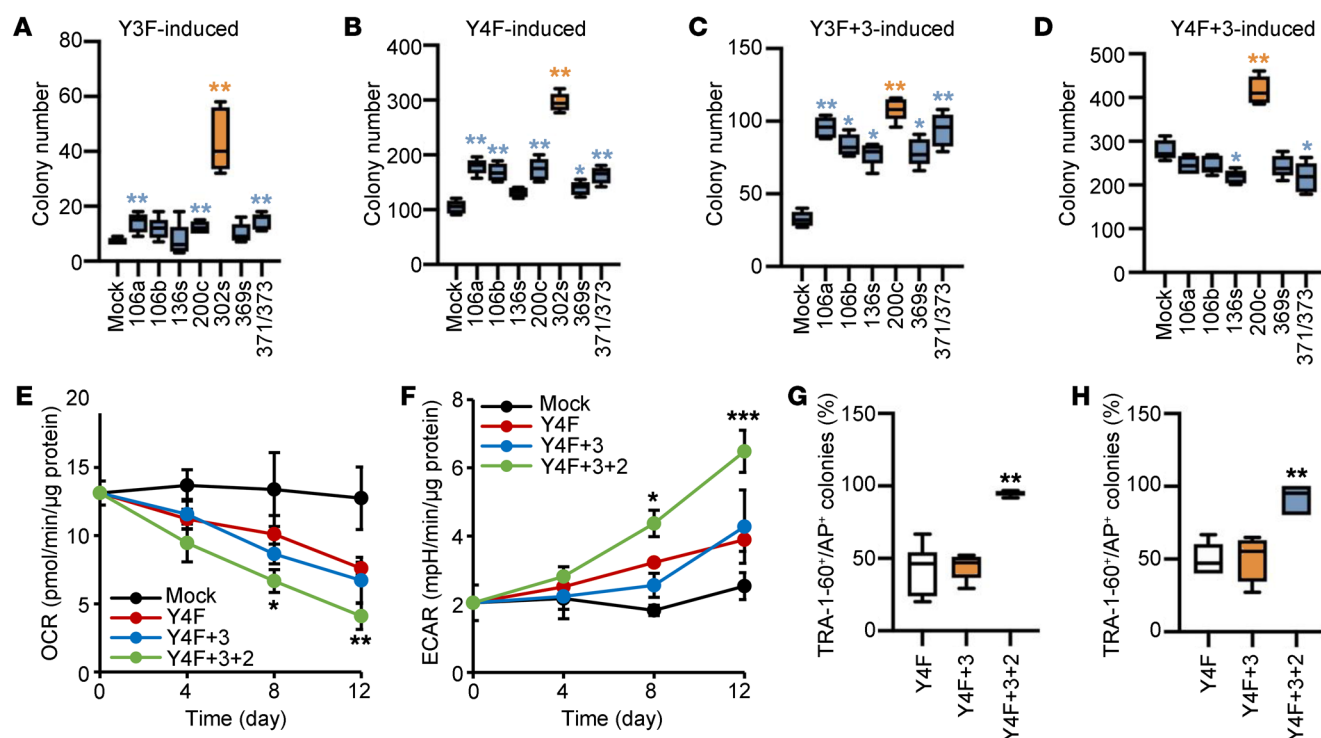 A
Y3F-induced
Colony number
80
60
40
20
0
**
**
**
**
Mock
106a
106b
136s
200c
302s
369s
371/373
B
Y4F-induced
Colony number
400
300
200
100
0
**
**
**
**
*
**
Mock
106a
106b
136s
200c
302s
369s
371/373
C
Y3F+3-induced
Colony number
150
100
50
0
**
*
*
**
*
**
Mock
106a
106b
136s
200c
369s
371/373
D
Y4F+3-induced
Colony number
500
400
300
200
100
0
*
**
*
Mock
106a
106b
136s
200c
369s
371/373
E
OCR (pmol/min/µg protein)
20
15
10
5
0
Mock
Y4F
Y4F+3
Y4F+3+2
*
**
0
4
8
12
Time (day)
F
ECAR (mpH/min/µg protein)
8
6
4
2
0
Mock
Y4F
Y4F+3
Y4F+3+2
*
***
0
4
8
12
Time (day)
G
TRA-1-60⁺/AP⁺ colonies (%)
150
100
50
0
**
Y4F
Y4F+3
Y4F+3+2
H
TRA-1-60⁺/AP⁺ colonies (%)
150
100
50
0
**
Y4F
Y4F+3
Y4F+3+2